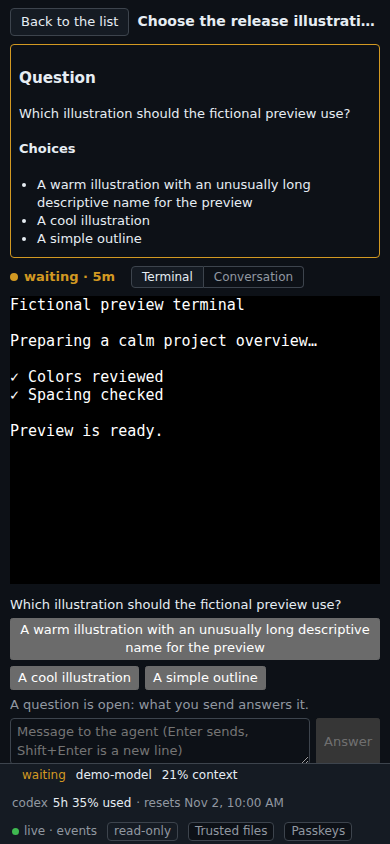 Back to the list Choose the release illustrati…
Question
Which illustration should the fictional preview use?
Choices
• A warm illustration with an unusually long
descriptive name for the preview
• A cool illustration
• A simple outline
waiting · 5m Terminal Conversation
Fictional preview terminal
Preparing a calm project overview…
✓ Colors reviewed
✓ Spacing checked
Preview is ready.
Which illustration should the fictional preview use?
A warm illustration with an unusually long descriptive
name for the preview
A cool illustration A simple outline
A question is open: what you send answers it.
Message to the agent (Enter sends,
Shift+Enter is a new line)
Answer
waiting demo-model 21% context
codex 5h 35% used · resets Nov 2, 10:00 AM
live · events read-only Trusted files Passkeys